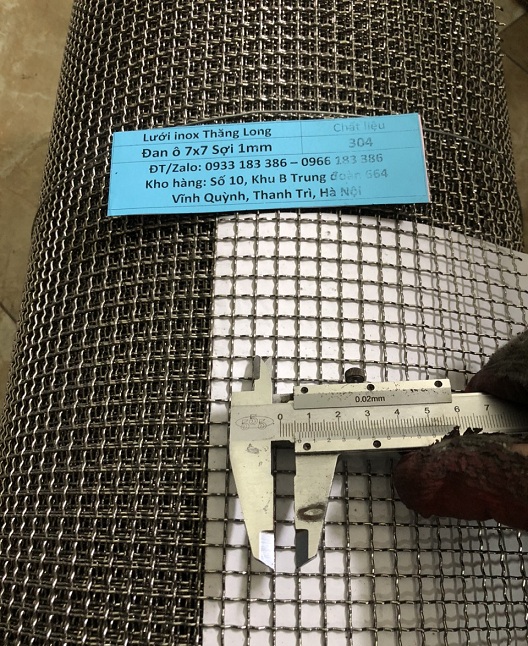 Lưới inox Thăng Long
Chất liệu
Đan ô 7x7 Sợi 1mm
304
ĐT/Zalo: 0933 183 386 – 0966 183 386
Kho hàng: Số 10, Khu B Trung đoàn 664
Vĩnh Quỳnh, Thanh Trì, Hà Nội
0.02mm
0 1 2 3 4 5 6 7